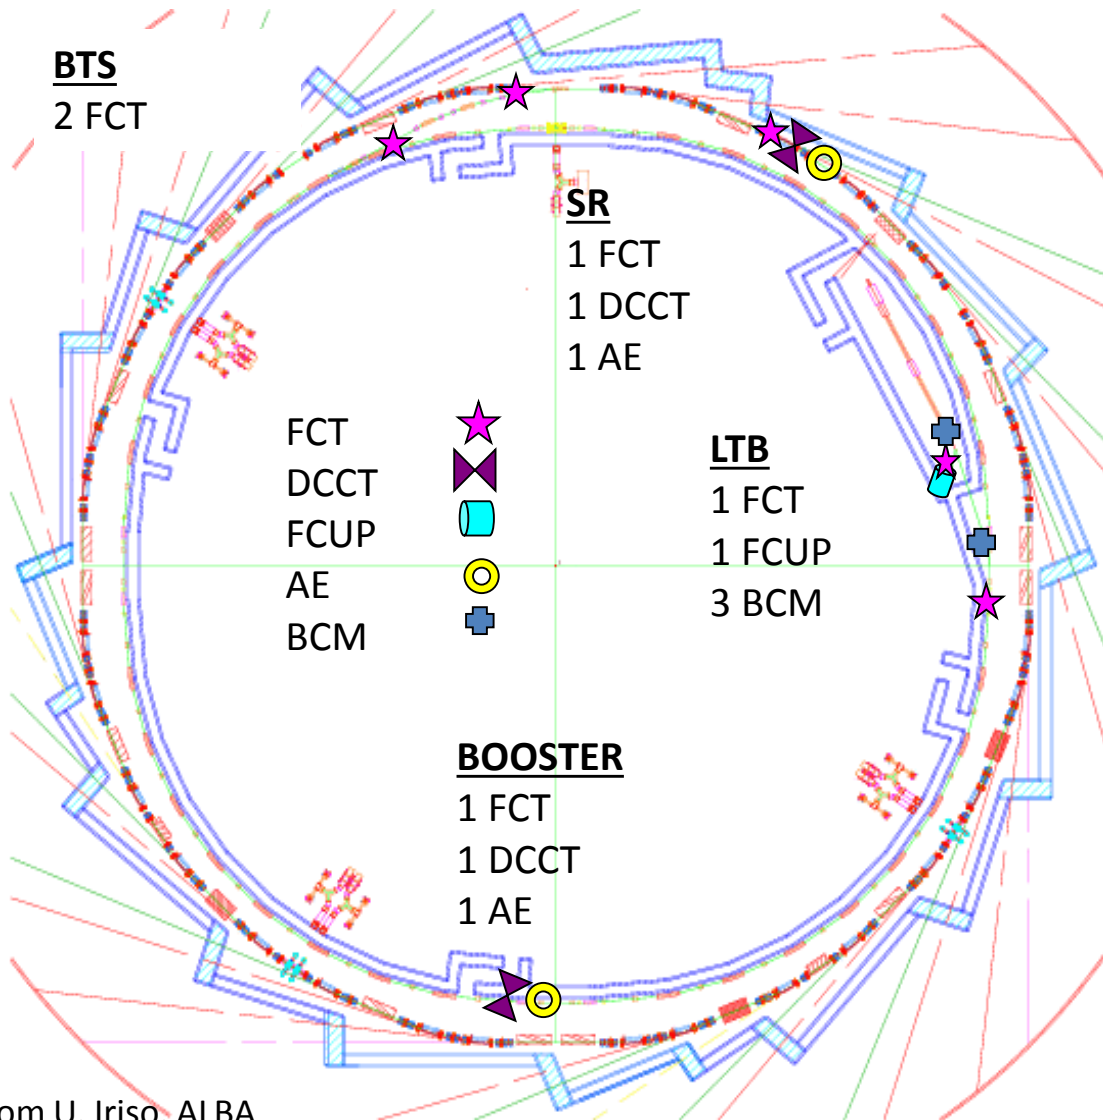 BTS
2 FCT
SR
1 FCT
1 DCCT
1 AE
FCT
DCCT
FCUP
AE
BCM
LTB
1 FCT
1 FCUP
3 BCM
BOOSTER
1 FCT
1 DCCT
1 AE
U. Iriso, ALBA